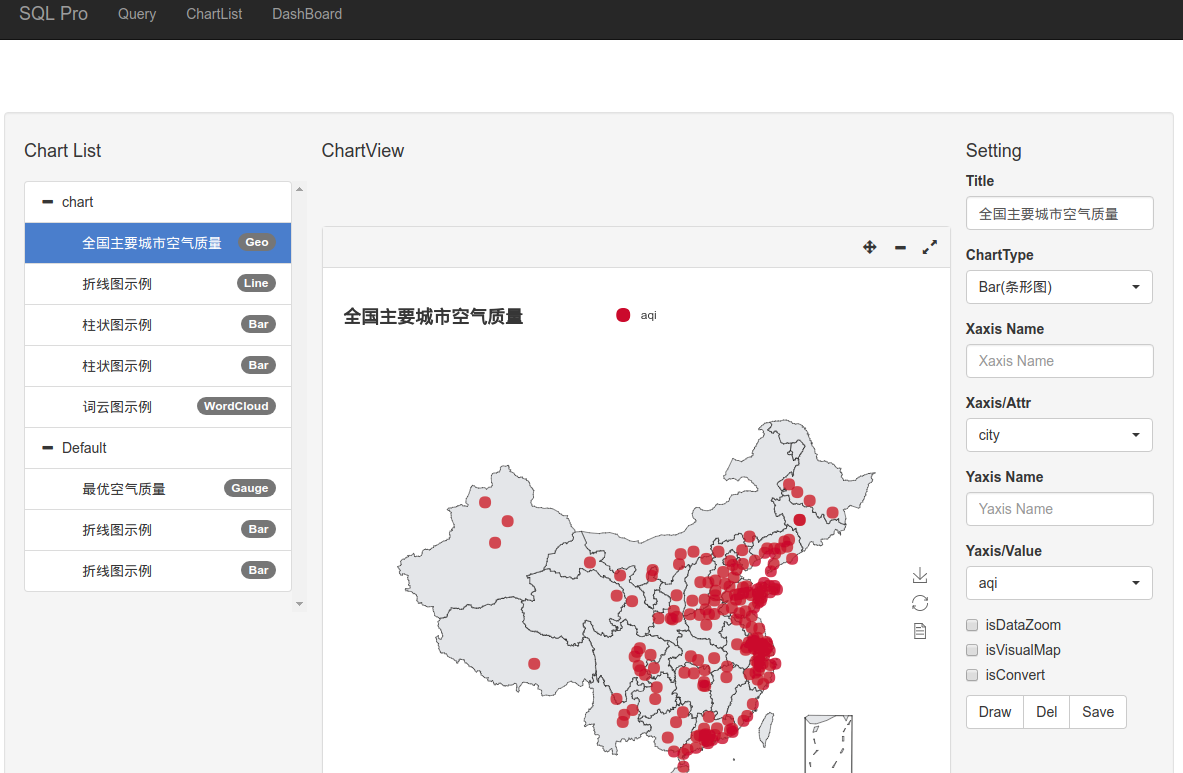 SQL Pro Query ChartList DashBoard
Chart List
chart
全国主要城市空气质量 Geo
折线图示例 Line
柱状图示例 Bar
柱状图示例 Bar
词云图示例 WordCloud
Default
最优空气质量 Gauge
折线图示例 Bar
折线图示例 Bar
ChartView
全国主要城市空气质量 aqi
Setting
Title
全国主要城市空气质量
ChartType
Bar(条形图)
Xaxis Name
Xaxis Name
Xaxis/Attr
city
Yaxis Name
Yaxis Name
Yaxis/Value
aqi
isDataZoom
isVisualMap
isConvert
Draw Del Save